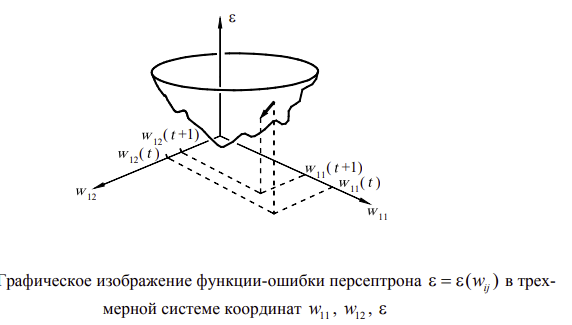 ε
w₁₂(t+1)
w₁₂(t)
w₁₁(t+1)
w₁₁(t)
w₁₂
w₁₁
Графическое изображение функции-ошибки персептрона ε = ε(wᵢⱼ) в трех-
мерной системе координат w₁₁, w₁₂, ε